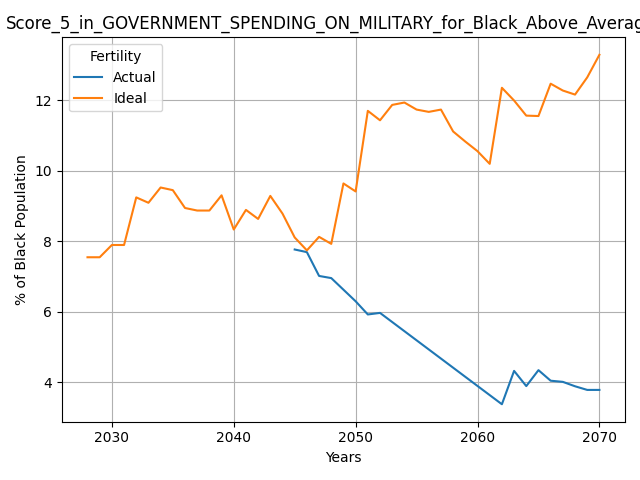 Score_5_in_GOVERNMENT_SPENDING_ON_MILITARY_for_Black_Above_Averag
Fertility
Actual
Ideal
% of Black Population
12
10
8
6
4
2030 2040 2050 2060 2070
Years